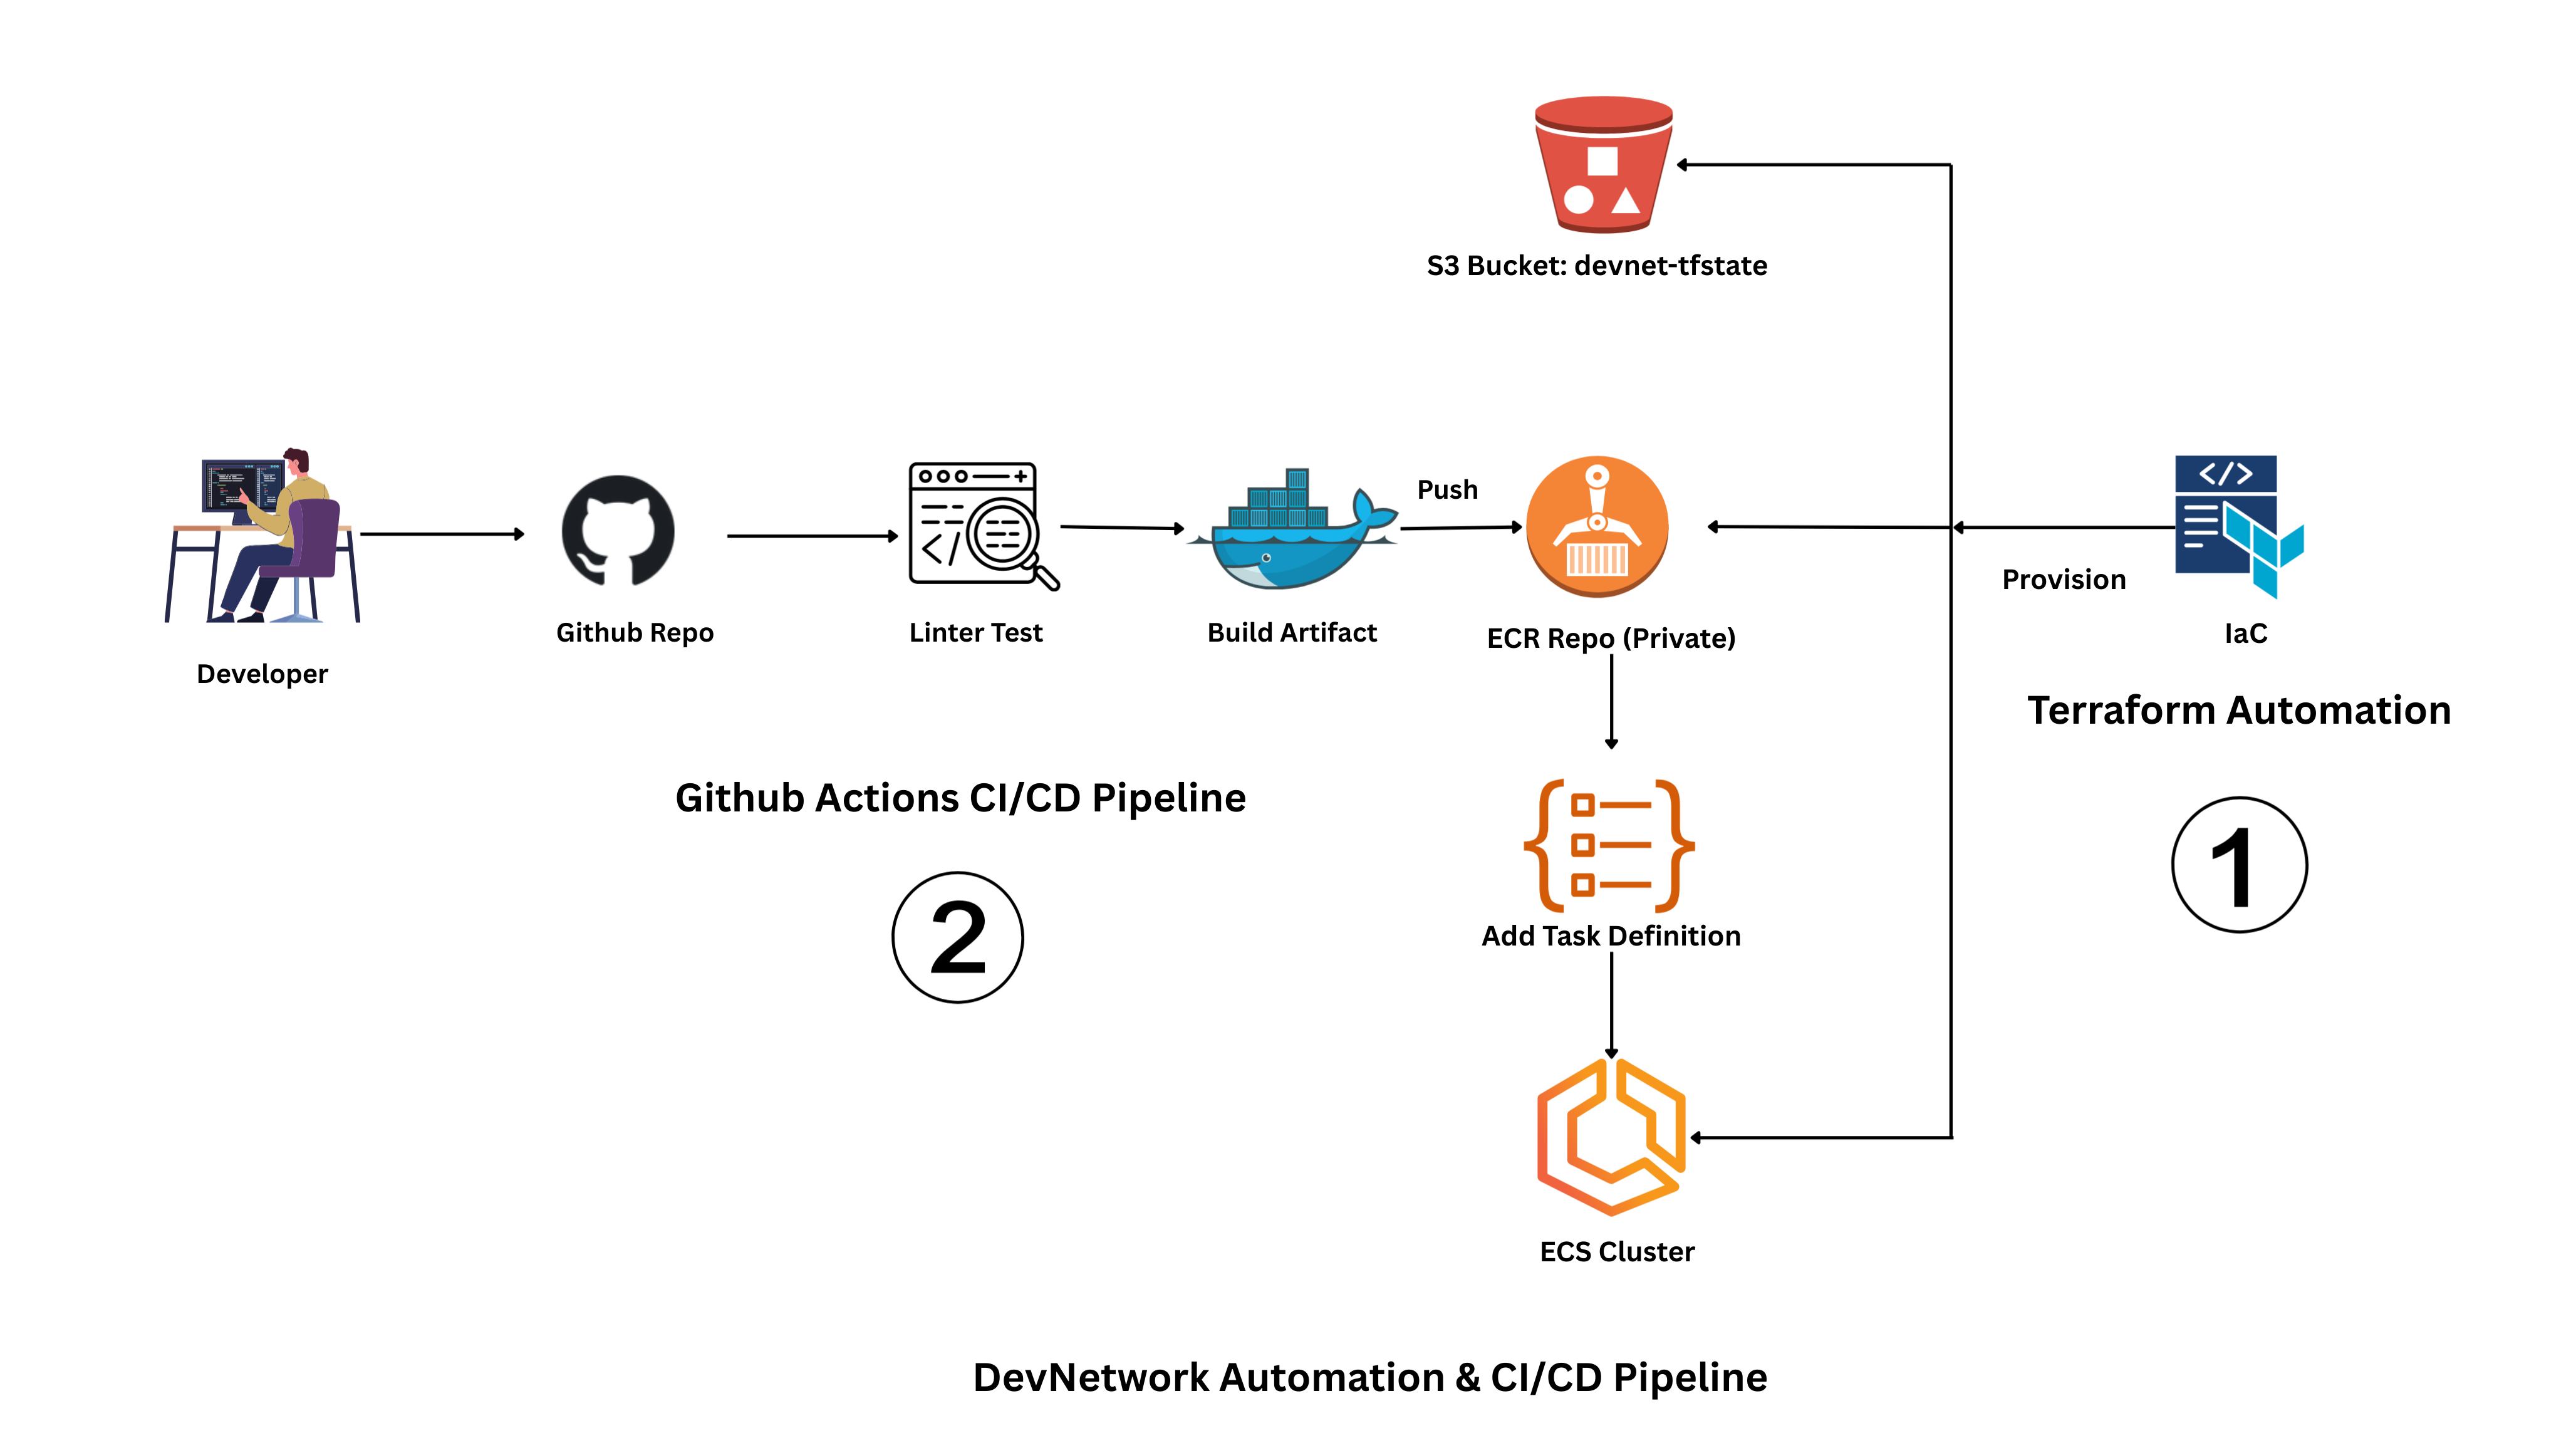 S3 Bucket: devnet-tfstate
Push
Provision
Developer
Github Repo
Linter Test
Build Artifact
ECR Repo (Private)
IaC
Terraform Automation
1
Github Actions CI/CD Pipeline
2
Add Task Definition
ECS Cluster
DevNetwork Automation & CI/CD Pipeline